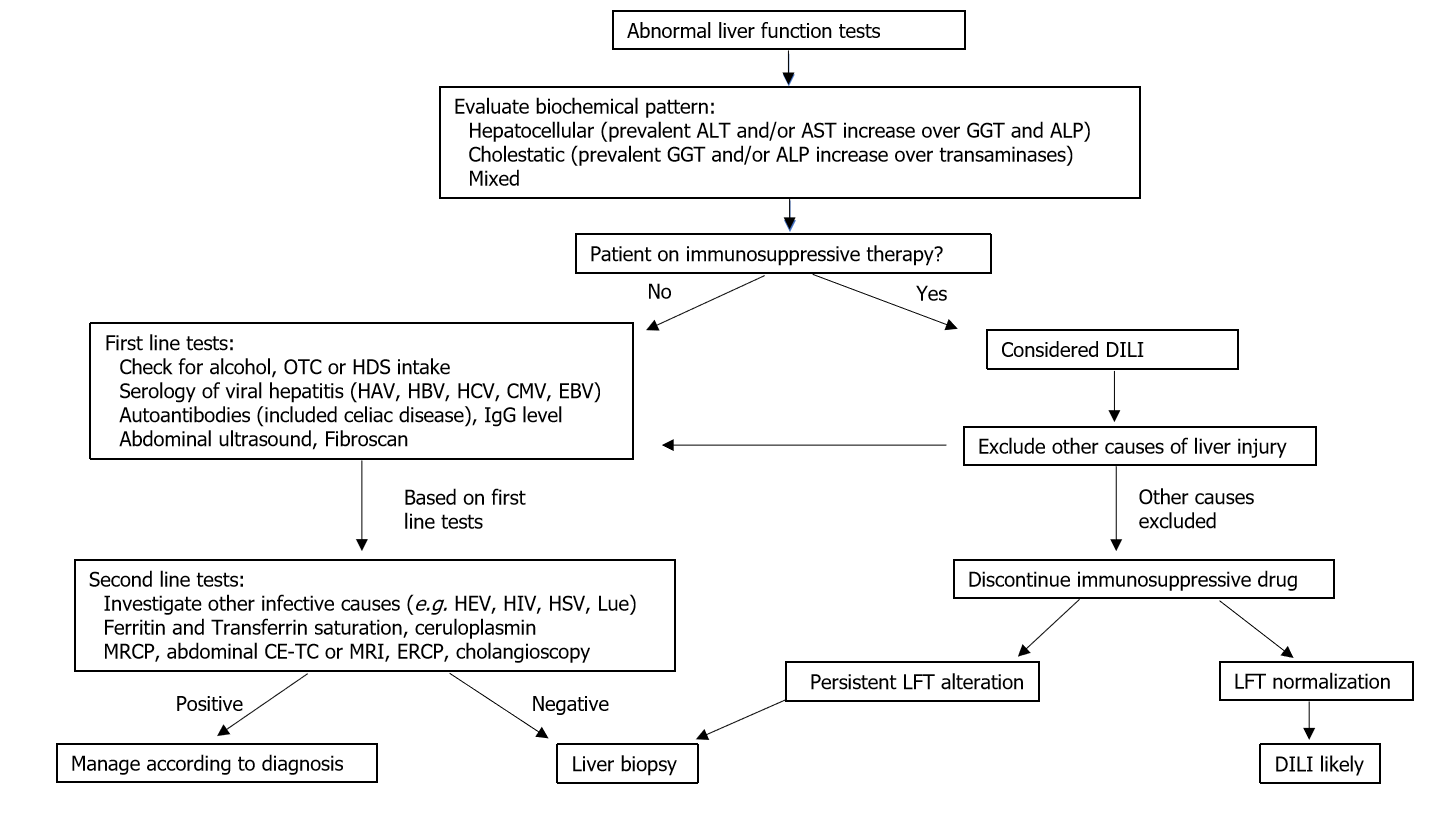 Abnormal liver function tests
Evaluate biochemical pattern:
Hepatocellular (prevalent ALT and/or AST increase over GGT and ALP)
Cholestatic (prevalent GGT and/or ALP increase over transaminases)
Mixed
Patient on immunosuppressive therapy?
No
Yes
First line tests:
Check for alcohol, OTC or HDS intake
Serology of viral hepatitis (HAV, HBV, HCV, CMV, EBV)
Autoantibodies (included celiac disease), IgG level
Abdominal ultrasound, Fibroscan
Considered DILI
Exclude other causes of liver injury
Based on first
line tests
Other causes
excluded
Second line tests:
Investigate other infective causes (e.g. HEV, HIV, HSV, Lue)
Ferritin and Transferrin saturation, ceruloplasmin
MRCP, abdominal CE-TC or MRI, ERCP, cholangioscopy
Discontinue immunosuppressive drug
Positive
Negative
Persistent LFT alteration
LFT normalization
Manage according to diagnosis
Liver biopsy
DILI likely